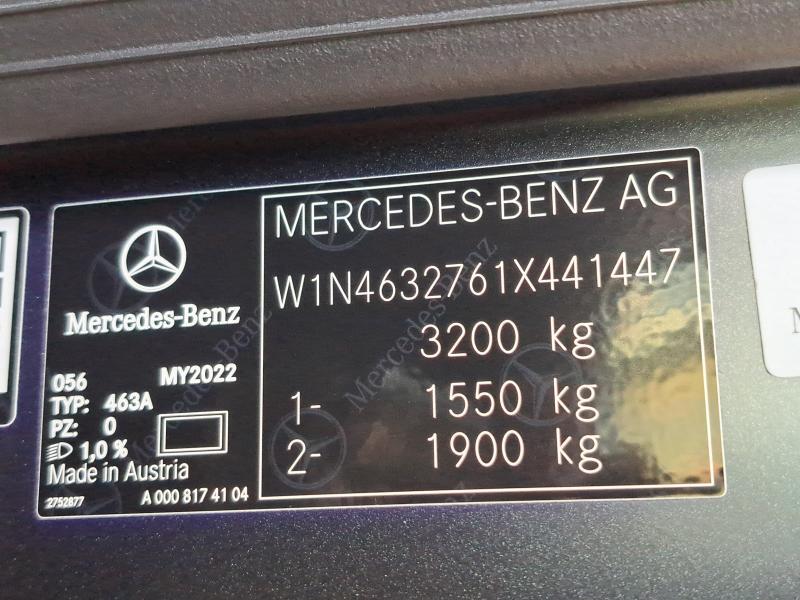 MERCEDES-BENZ AG
W1N4632761X441447
3200 kg
1- 1550 kg
2- 1900 kg
Mercedes-Benz
056 MY2022
TYP: 463A
PZ: 0
1,0 %
Made in Austria
2752877 A 000 817 41 04